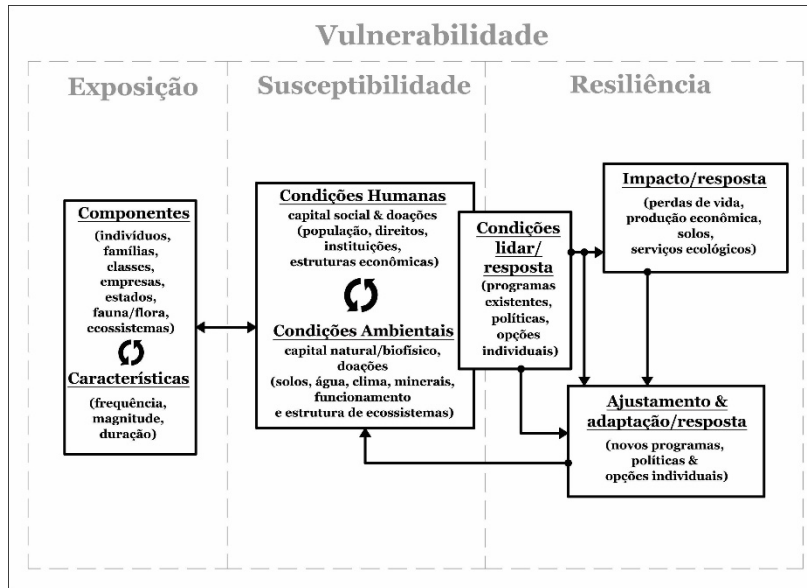 Vulnerabilidade
Exposição
Susceptibilidade
Resiliência
Componentes
(indivíduos,
famílias,
classes,
empresas,
estados,
fauna/flora,
ecossistemas)
Características
(frequência,
magnitude,
duração)
Condições Humanas
capital social & doações
(população, direitos,
instituições,
estruturas econômicas)
Condições Ambientais
capital natural/biofísico,
doações
(solos, água, clima, minerais,
funcionamento
e estrutura de ecossistemas)
Condições
lidar/
resposta
(programas
existentes,
políticas,
opções
individuais)
Impacto/resposta
(perdas de vida,
produção econômica,
solos,
serviços ecológicos)
Ajustamento &
adaptação/resposta
(novos programas,
políticas &
opções individuais)